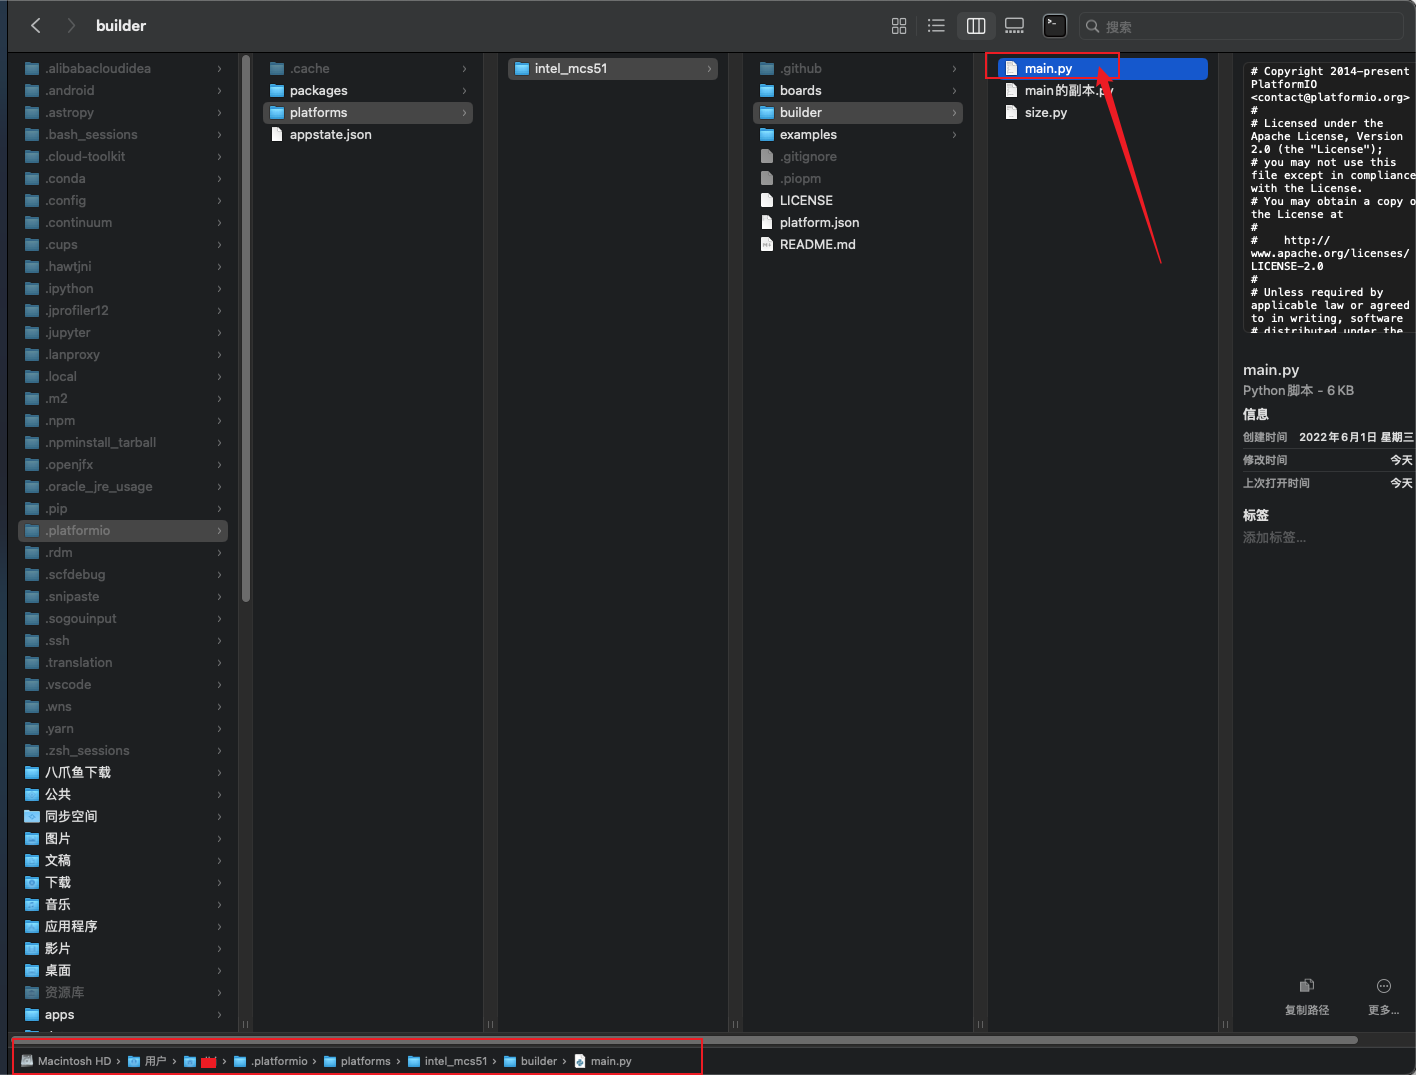 builder
搜索
.alibabacloudidea
.android
.astropy
.bash_sessions
.cloud-toolkit
.conda
.config
.continuum
.cups
.hawtjni
.ipython
.jprofiler12
.jupyter
.lanproxy
.local
.m2
.npm
.npminstall_tarball
.openjfx
.oracle_jre_usage
.pip
.platformio
.rdm
.scfdebug
.snipaste
.sogouinput
.ssh
.translation
.vscode
.wns
.yarn
.zsh_sessions
八爪鱼下载
公共
同步空间
图片
文稿
下载
音乐
应用程序
影片
桌面
资源库
apps
.cache
packages
platforms
appstate.json
intel_mcs51
.github
boards
builder
examples
.gitignore
.piopm
LICENSE
platform.json
README.md
main.py
main的副本.py
size.py
# Copyright 2014-present
PlatformIO
<contact@platformio.org>
#
# Licensed under the
Apache License, Version
2.0 (the "License");
# you may not use this
file except in compliance
with the License.
# You may obtain a copy o
the License at
#
#    http://
www.apache.org/licenses/
LICENSE-2.0
#
# Unless required by
applicable law or agreed
to in writing, software
# distributed under the
main.py
Python 脚本 - 6 KB
信息
创建时间 2022年6月1日 星期三
修改时间 今天
上次打开时间 今天
标签
添加标签...
复制路径
更多...
Macintosh HD › 用户 › › .platformio › platforms › intel_mcs51 › builder › main.py